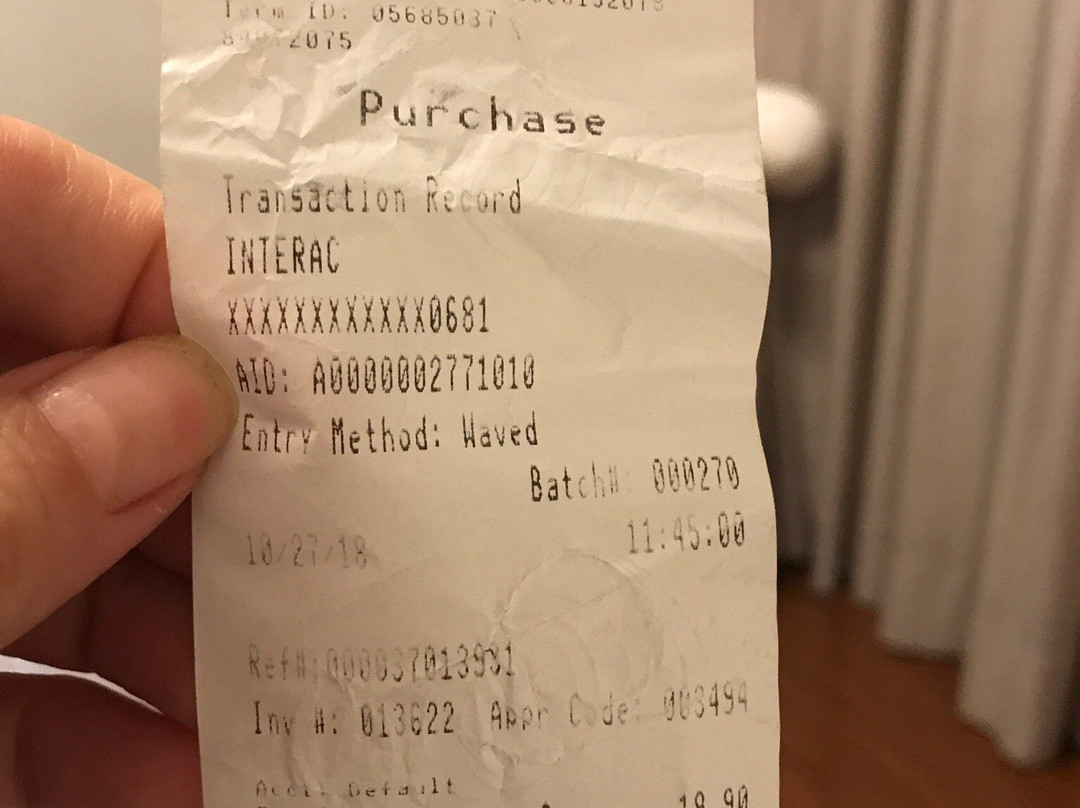 Term ID: 05685037
Purchase
Transaction Record
INTERAC
XXXXXXXXXXXX0681
AID: A0000002771010
Entry Method: Waved
Batch#: 000270
10/27/18 11:45:00
Ref#:000037013931
Inv #: 013622 Appr Code: 003494
Acct: Default
19.90